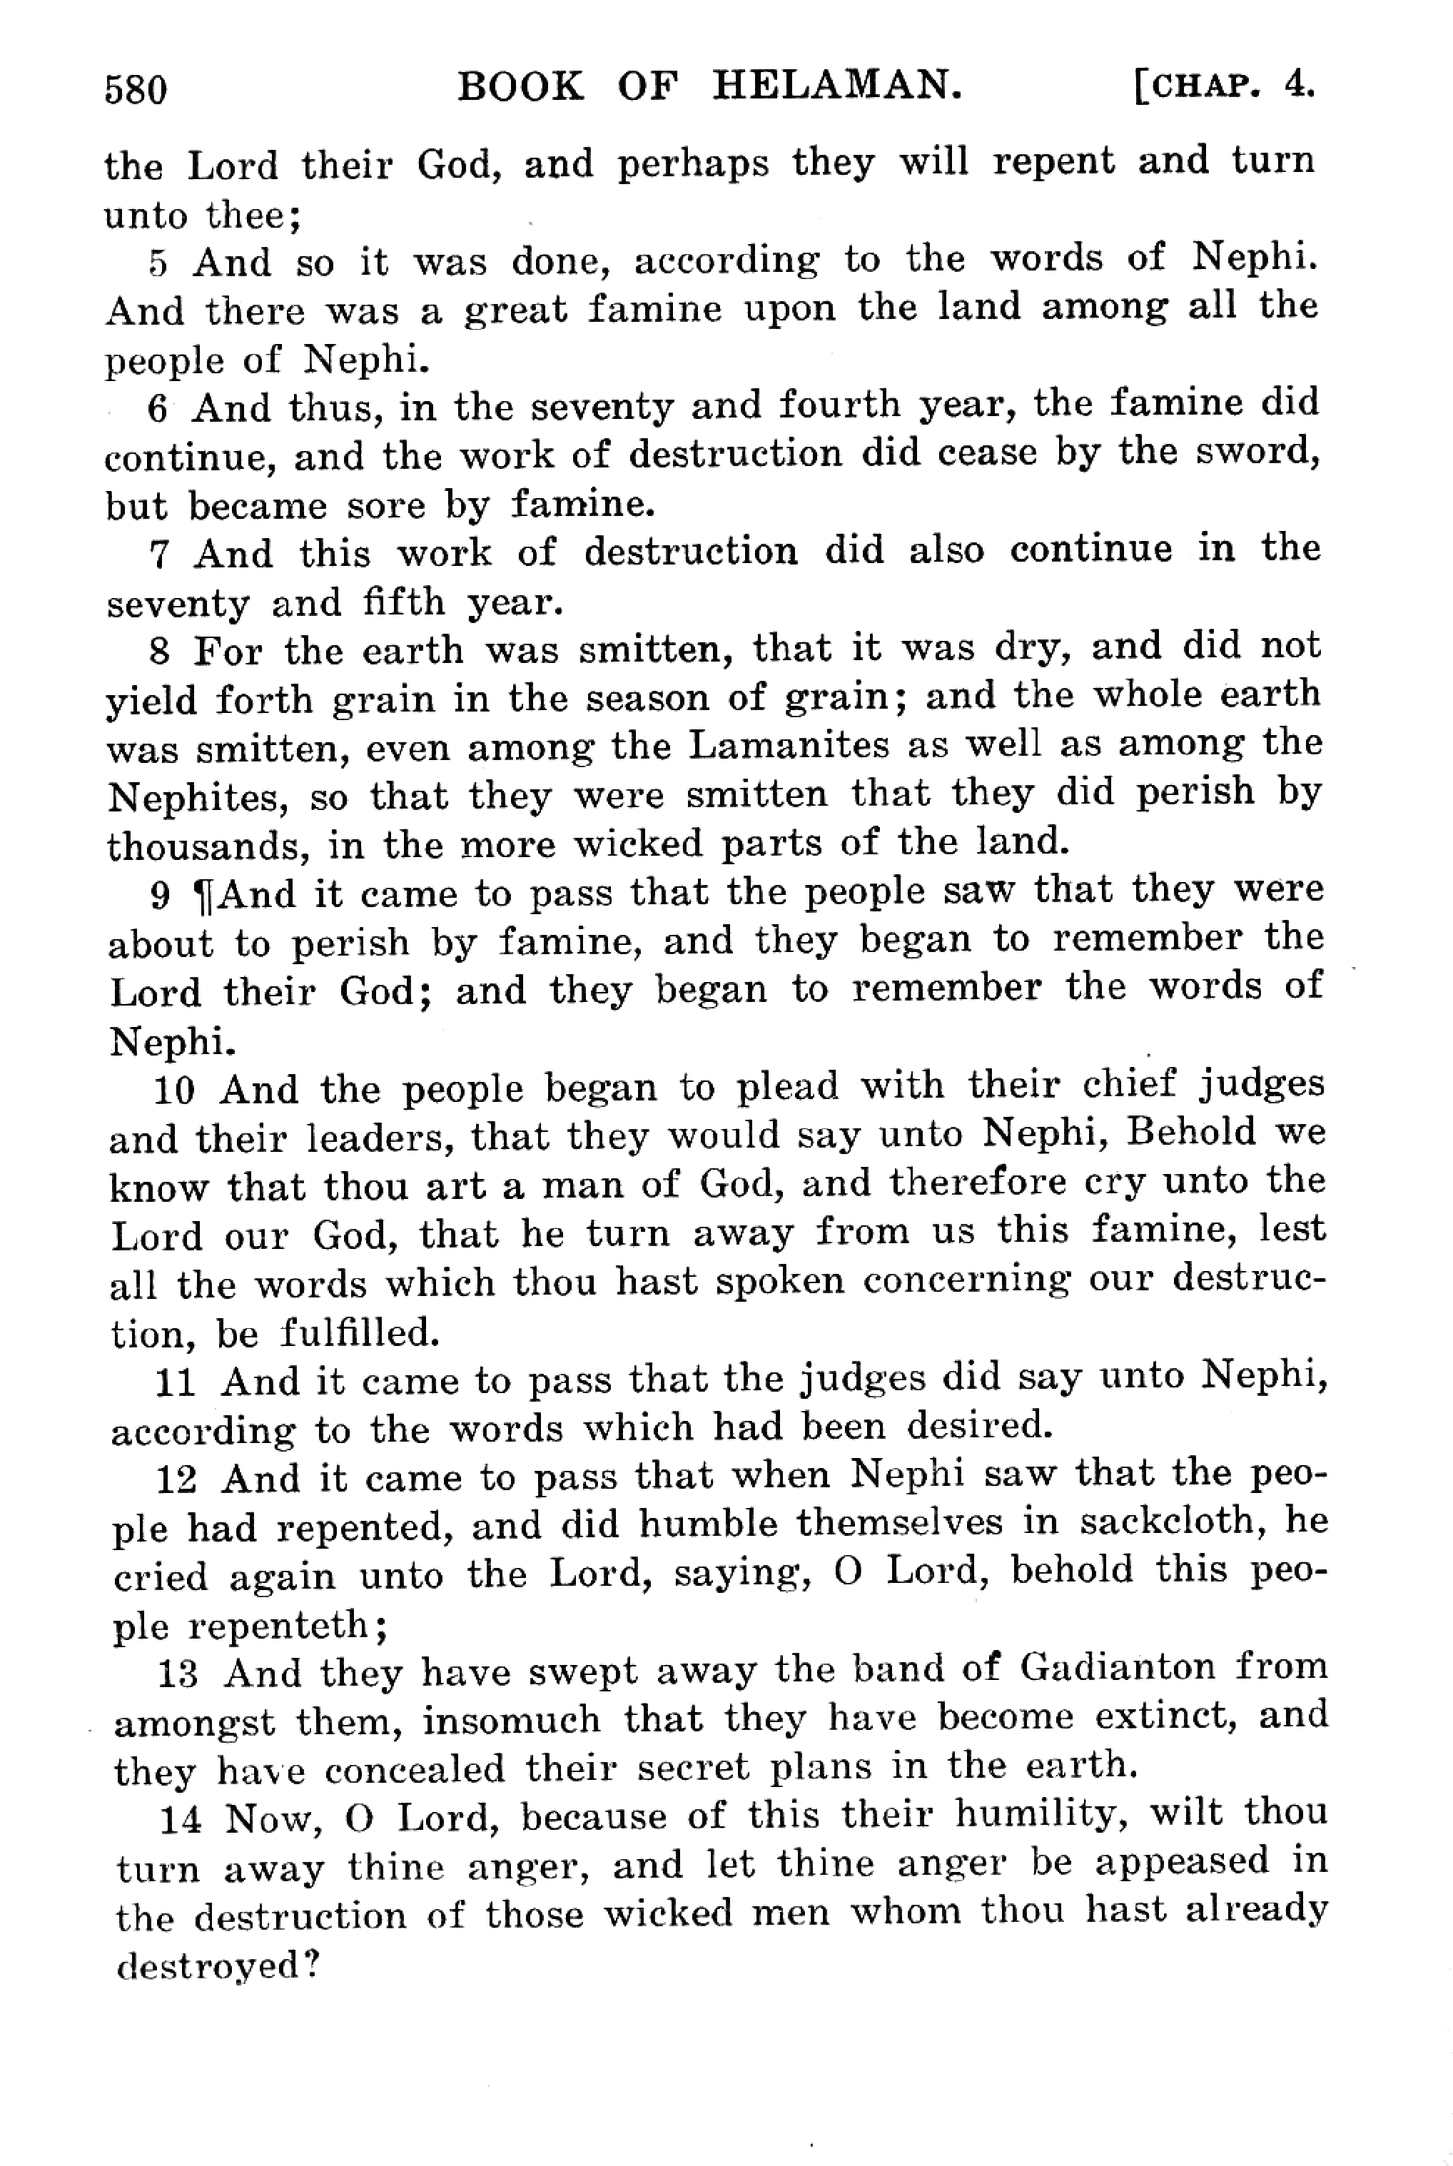 580 BOOK OF HELAMAN. [CHAP. 4.
the Lord their God, and perhaps they will repent and turn
unto thee;
5 And so it was done, according to the words of Nephi.
And there was a great famine upon the land among all the
people of Nephi.
6 And thus, in the seventy and fourth year, the famine did
continue, and the work of destruction did cease by the sword,
but became sore by famine.
7 And this work of destruction did also continue in the
seventy and fifth year.
8 For the earth was smitten, that it was dry, and did not
yield forth grain in the season of grain; and the whole earth
was smitten, even among the Lamanites as well as among the
Nephites, so that they were smitten that they did perish by
thousands, in the more wicked parts of the land.
9 ¶And it came to pass that the people saw that they were
about to perish by famine, and they began to remember the
Lord their God; and they began to remember the words of
Nephi.
10 And the people began to plead with their chief judges
and their leaders, that they would say unto Nephi, Behold we
know that thou art a man of God, and therefore cry unto the
Lord our God, that he turn away from us this famine, lest
all the words which thou hast spoken concerning our destruc-
tion, be fulfilled.
11 And it came to pass that the judges did say unto Nephi,
according to the words which had been desired.
12 And it came to pass that when Nephi saw that the peo-
ple had repented, and did humble themselves in sackcloth, he
cried again unto the Lord, saying, O Lord, behold this peo-
ple repenteth;
13 And they have swept away the band of Gadianton from
amongst them, insomuch that they have become extinct, and
they have concealed their secret plans in the earth.
14 Now, O Lord, because of this their humility, wilt thou
turn away thine anger, and let thine anger be appeased in
the destruction of those wicked men whom thou hast already
destroyed?